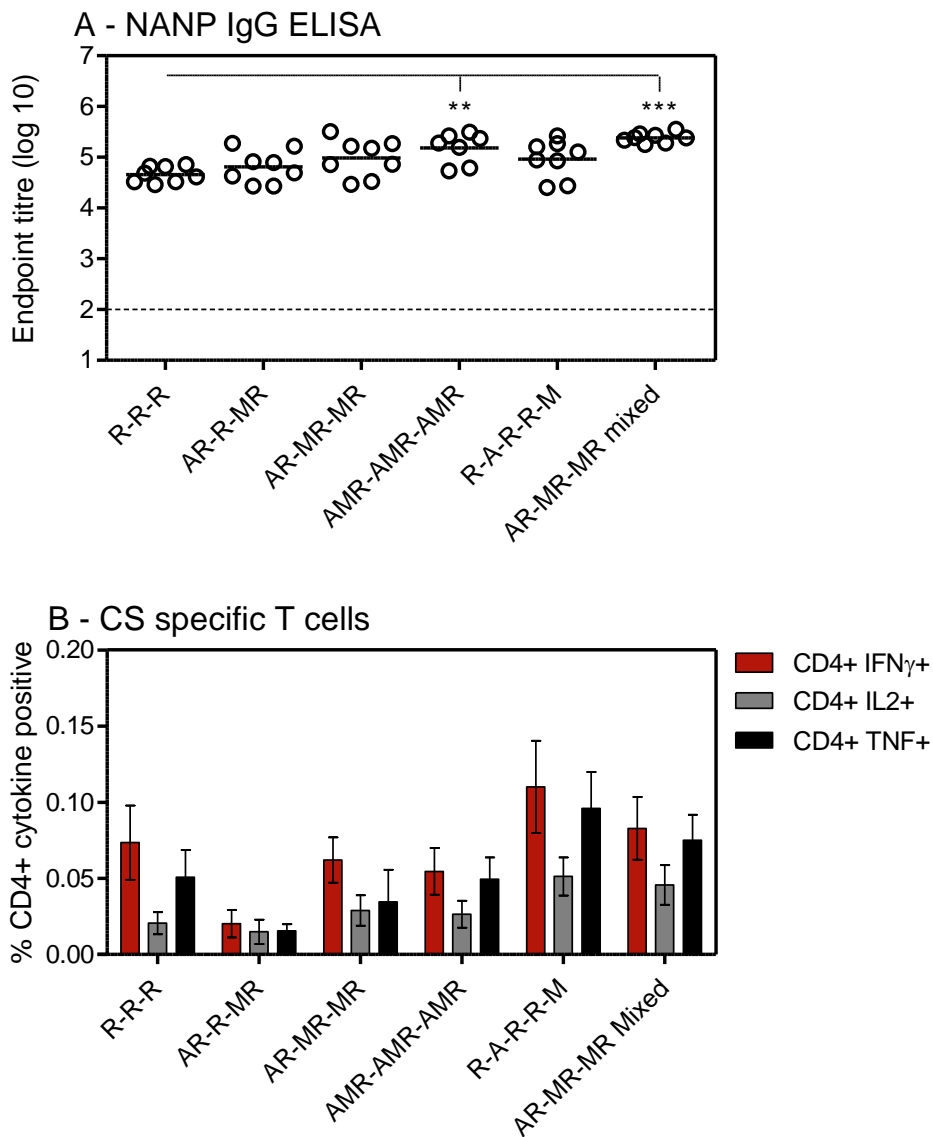 A - NANP IgG ELISA
Endpoint titre (log 10)
7
6
5
4
3
2
1
**
***
R-R-R
AR-R-MR
AR-MR-MR
AMR-AMR-AMR
R-A-R-R-M
AR-MR-MR mixed
B - CS specific T cells
% CD4+ cytokine positive
0.20
0.15
0.10
0.05
0.00
CD4+ IFNγ+
CD4+ IL2+
CD4+ TNF+
R-R-R
AR-R-MR
AR-MR-MR
AMR-AMR-AMR
R-A-R-R-M
AR-MR-MR Mixed